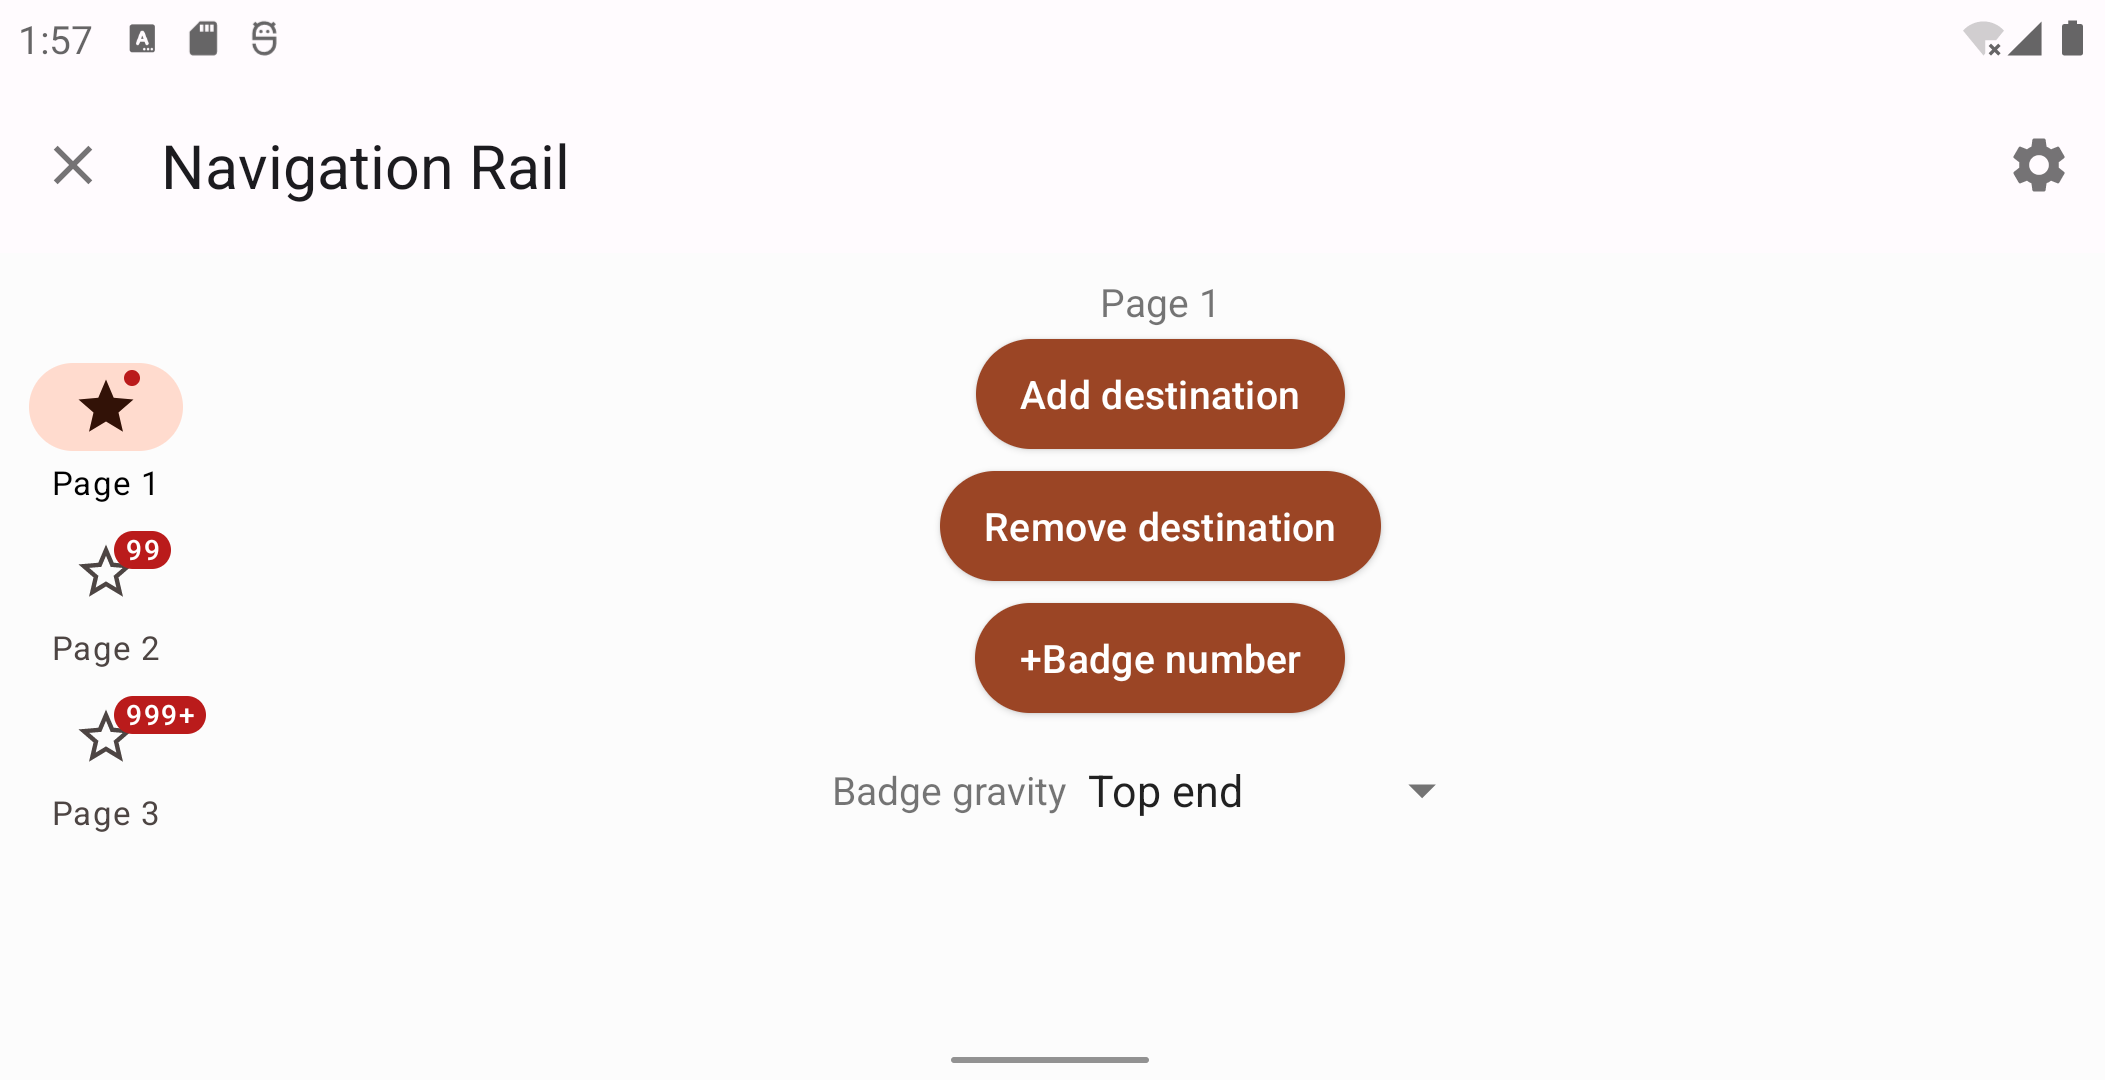 1:57
Navigation Rail
Page 1
Add destination
Remove destination
+Badge number
Badge gravity Top end
Page 1
99
Page 2
999+
Page 3